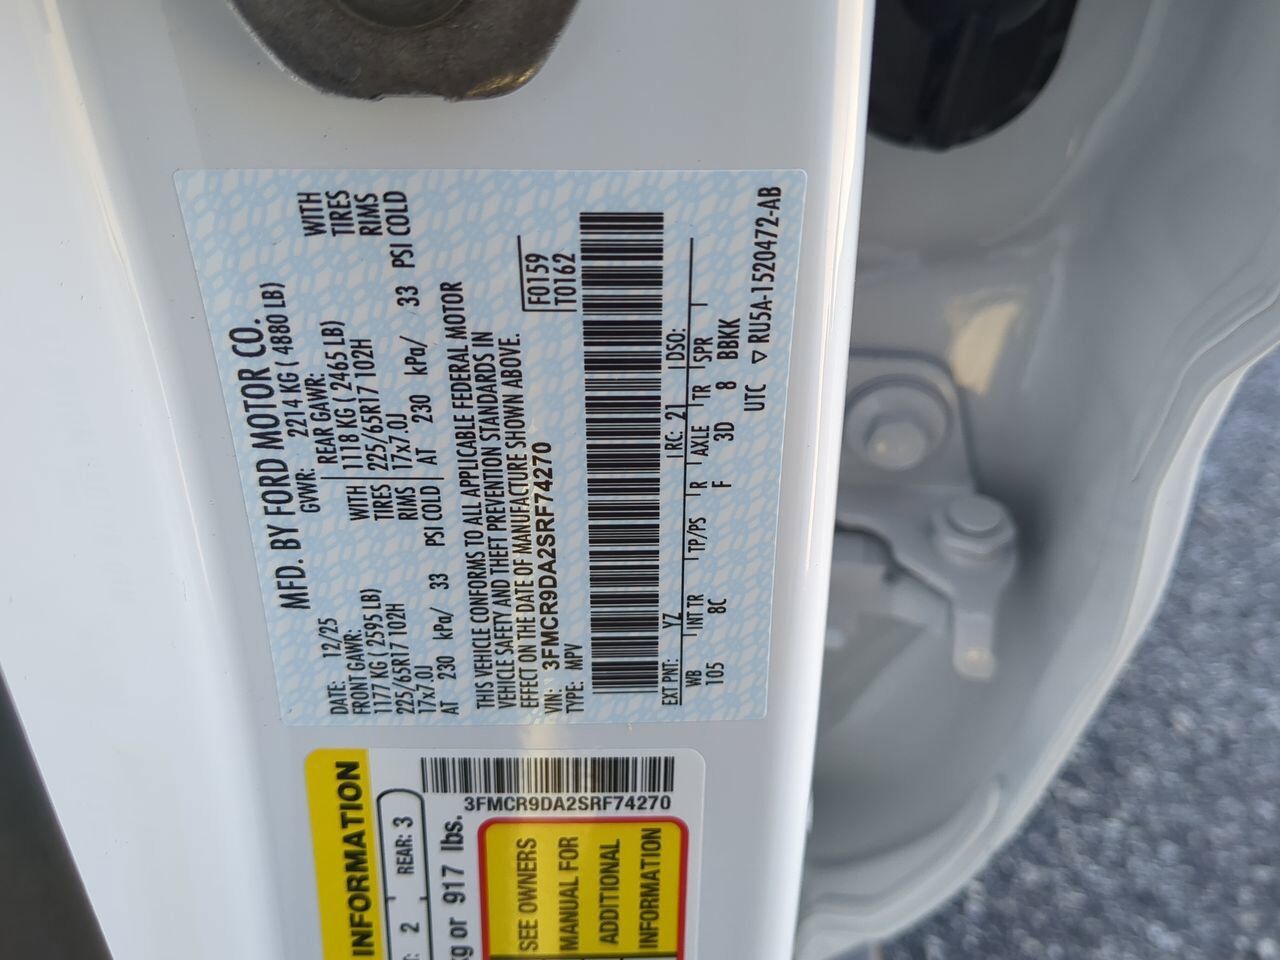 MFD. BY FORD MOTOR CO.
DATE: 12/25 GVWR: 2214 KG ( 4880 LB)
FRONT GAWR: REAR GAWR:
1177 KG ( 2595 LB) WITH 1118 KG ( 2465 LB) WITH
225/65R17 102H TIRES 225/65R17 102H TIRES
17x7.0J RIMS 17x7.0J RIMS
AT 230 kPa/ 33 PSI COLD AT 230 kPa/ 33 PSI COLD
THIS VEHICLE CONFORMS TO ALL APPLICABLE FEDERAL MOTOR
VEHICLE SAFETY AND THEFT PREVENTION STANDARDS IN
EFFECT ON THE DATE OF MANUFACTURE SHOWN ABOVE.
VIN: 3FMCR9DA2SRF74270 F0159
TYPE: MPV T0162
EXT PNT: YZ RC: 21 DSO:
WB INT TR TP/PS R AXLE TR SPR
105 8C F 3D 8 BBKK
UTC ▽ RU5A-1520472-AB
INFORMATION
2 REAR: 3
3FMCR9DA2SRF74270
kg or 917 lbs.
SEE OWNERS
MANUAL FOR
ADDITIONAL
INFORMATION